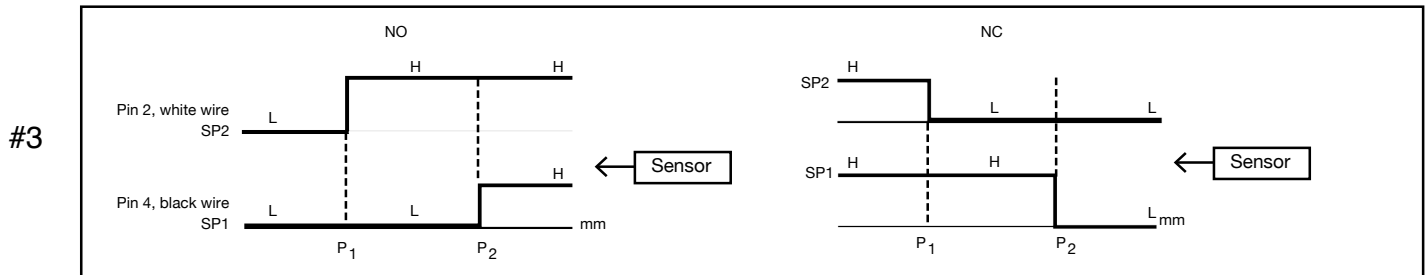 #3
NO
H H
Pin 2, white wire
L
SP2
Sensor
H
Pin 4, black wire
L L
SP1
mm
P1 P2
NC
H
SP2
L L
H H
SP1
Sensor
L mm
P1 P2